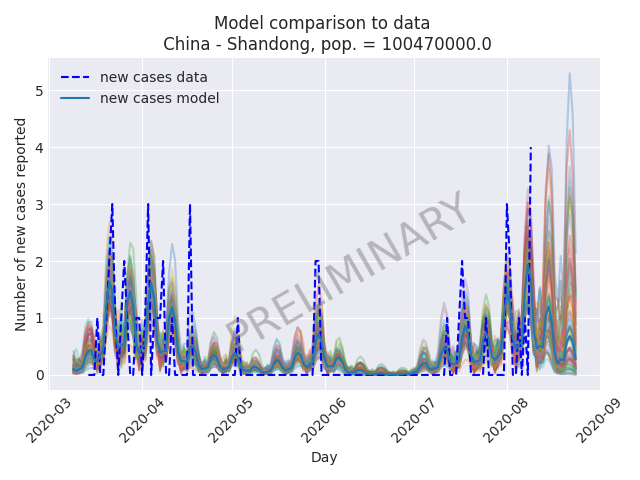 Model comparison to data
China - Shandong, pop. = 100470000.0
new cases data
new cases model
Number of new cases reported
5
4
3
2
1
0
PRELIMINARY
2020-03
2020-04
2020-05
2020-06
2020-07
2020-08
2020-09
Day